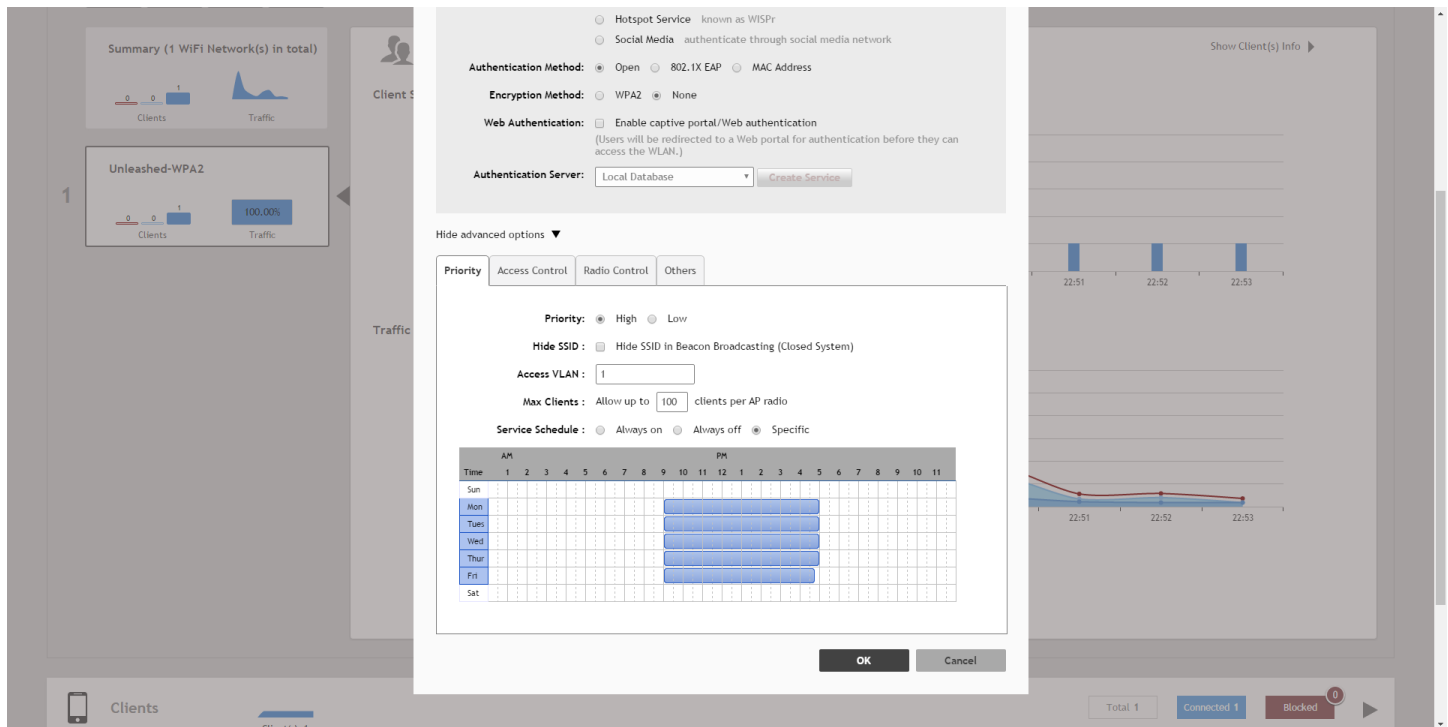 Hotspot Service known as WISPr
Social Media authenticate through social media network
Authentication Method: Open 802.1X EAP MAC Address
Encryption Method: WPA2 None
Web Authentication: Enable captive portal/Web authentication
(Users will be redirected to a Web portal for authentication before they can
access the WLAN.)
Authentication Server: Local Database Create Service
Hide advanced options
Priority Access Control Radio Control Others
Priority: High Low
Hide SSID : Hide SSID in Beacon Broadcasting (Closed System)
Access VLAN : 1
Max Clients : Allow up to 100 clients per AP radio
Service Schedule : Always on Always off Specific
AM PM
Time 1 2 3 4 5 6 7 8 9 10 11 12 1 2 3 4 5 6 7 8 9 10 11
Sun
Mon
Tues
Wed
Thur
Fri
Sat
OK Cancel
Summary (1 WiFi Network(s) in total)
0 0 1
Clients Traffic
1
Unleashed-WPA2
0 0 1 100.00%
Clients Traffic
Client
Traffic
Show Client(s) Info
22:51 22:52 22:53
22:51 22:52 22:53
Clients
Total 1 Connected 1 Blocked 0